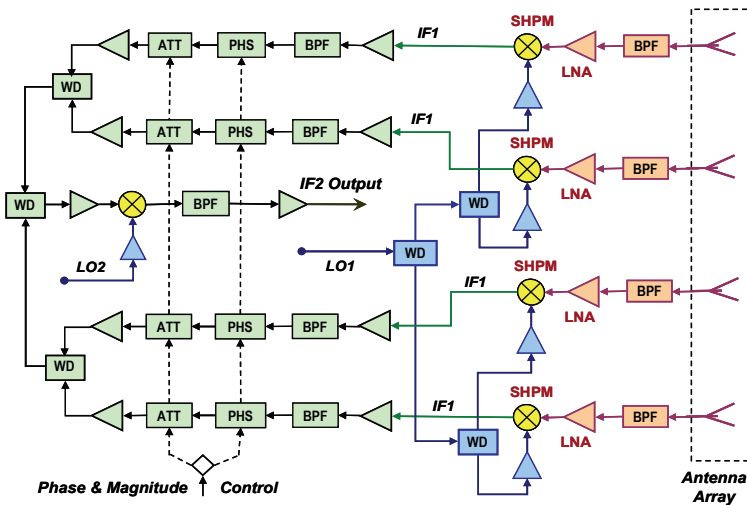 SHPM
IF1
ATT PHS BPF LNA BPF
WD
IF1
SHPM
ATT PHS BPF LNA BPF
IF2 Output
WD BPF WD
LO2 LO1 WD
SHPM
IF1
BPF
LNA
ATT PHS BPF
WD
SHPM
IF1
ATT PHS BPF BPF
WD LNA
Phase & Magnitude Control
Antenna
Array